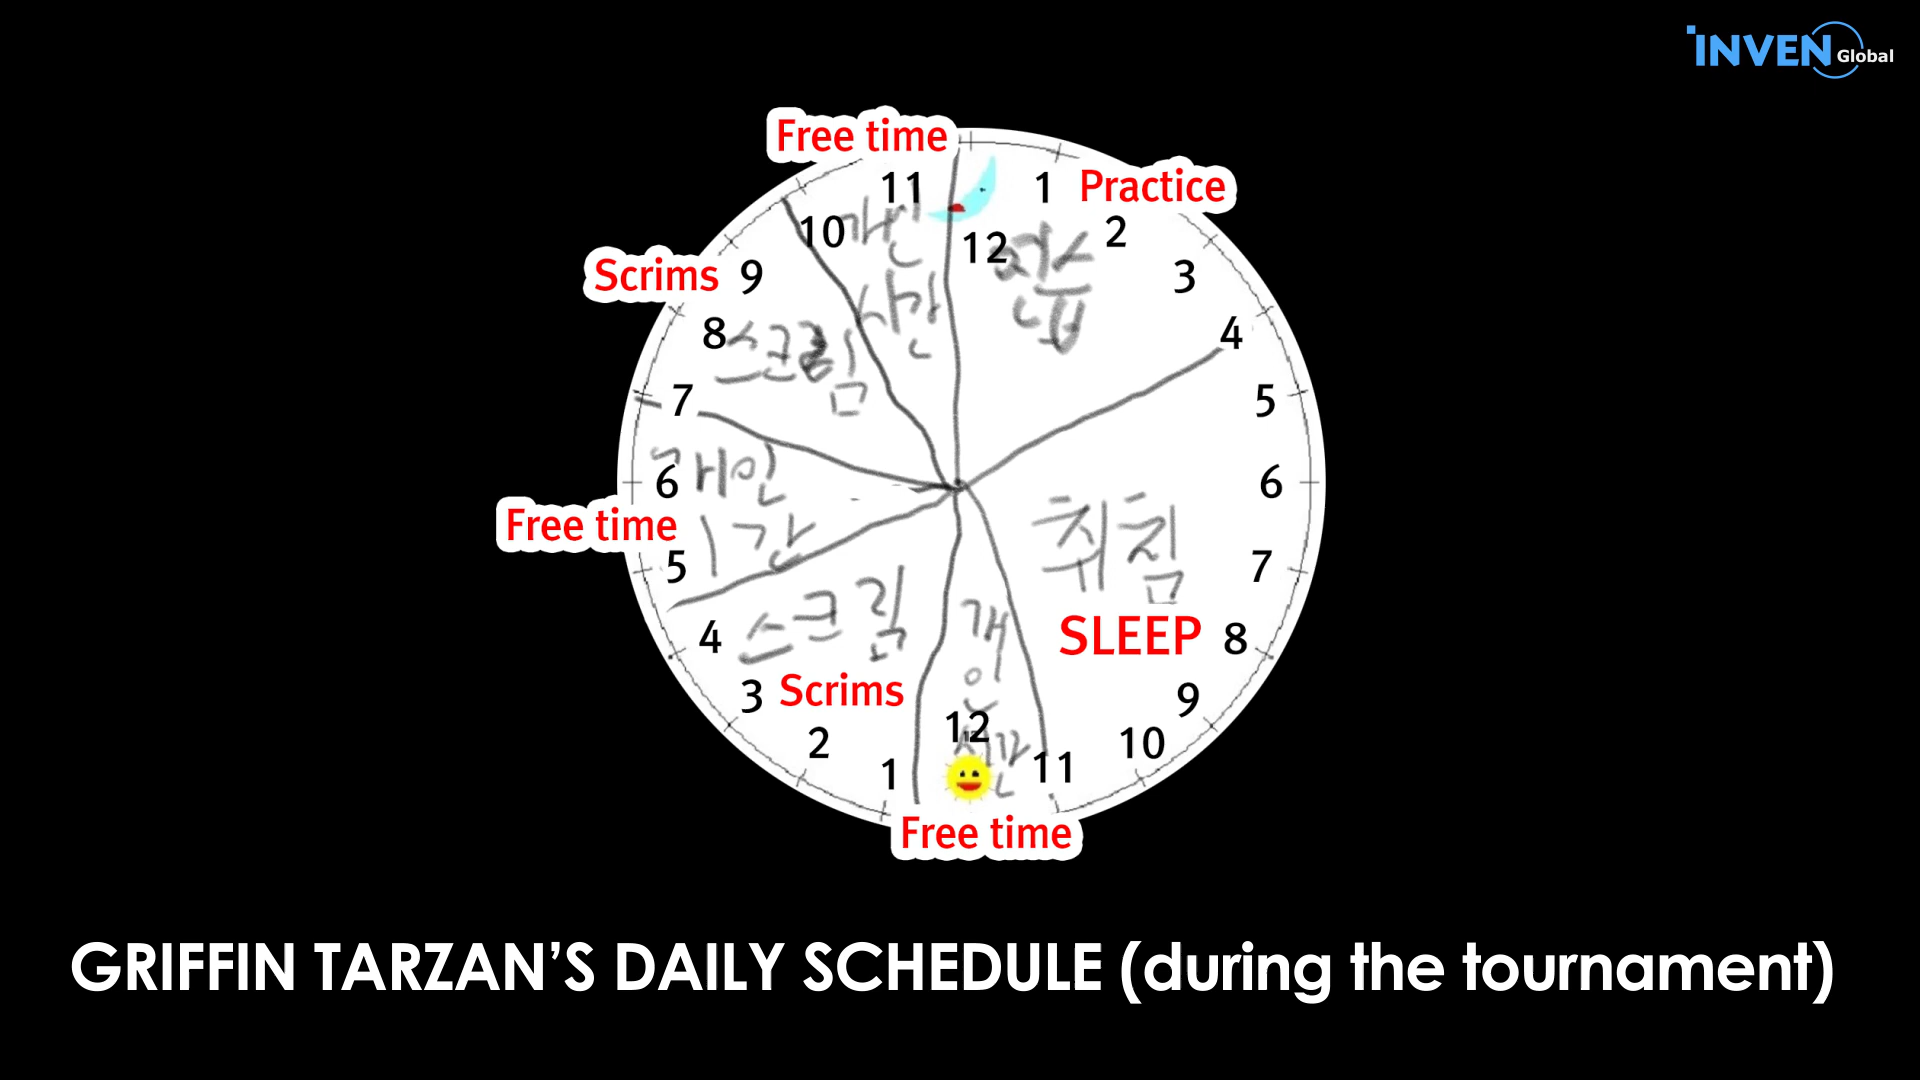 INVEN Global
Free time
11
1
Practice
10
개인
시간
12
연습
2
Scrims
9
3
8
스크림
4
7
5
6
개인
6
Free time
간
5
취침
7
4
스크림
SLEEP
8
3
Scrims
개
인
시간
12
9
2
10
1
11
Free time
GRIFFIN TARZAN’S DAILY SCHEDULE (during the tournament)